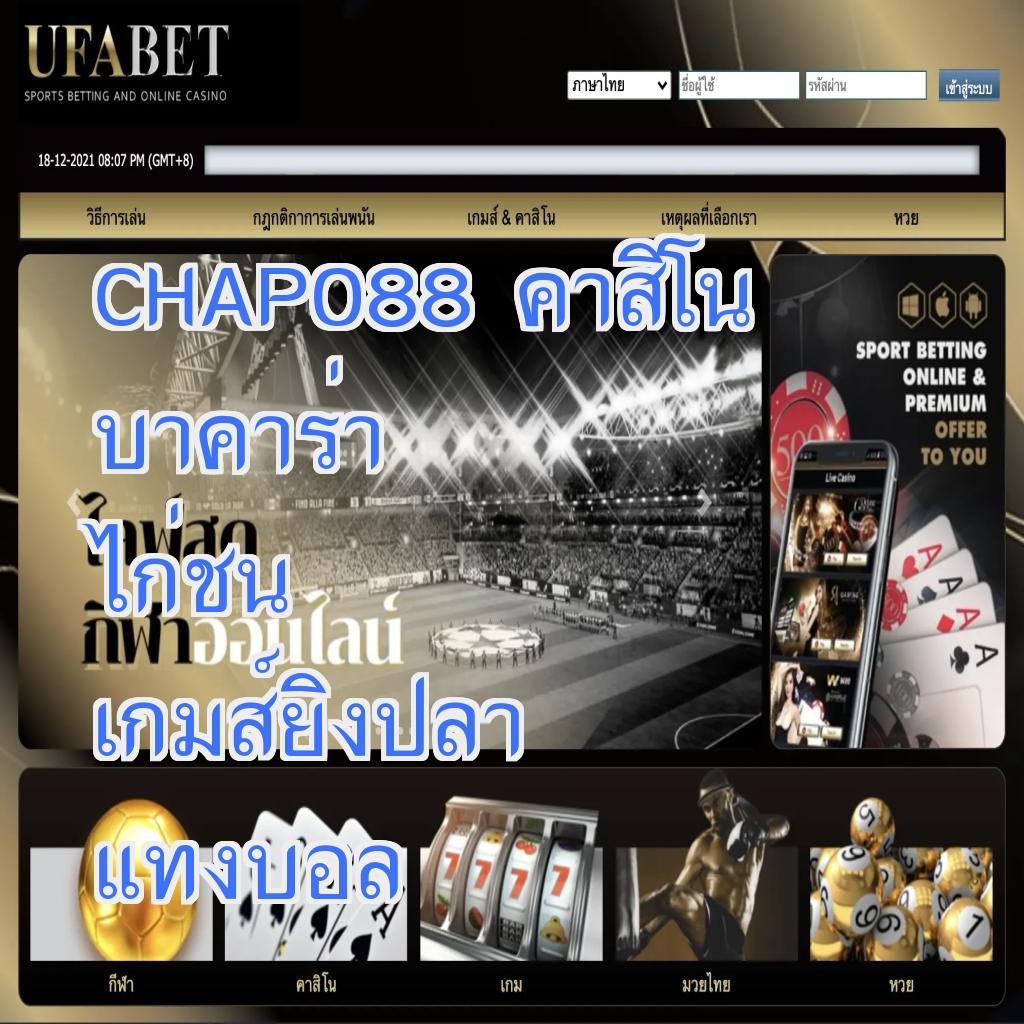 UFABET
SPORTS BETTING AND ONLINE CASINO
ภาษาไทย ชื่อผู้ใช้ รหัสผ่าน เข้าสู่ระบบ
18-12-2021 08:07 PM (GMT+8)
วิธีการเล่น กฎกติกาการเล่นพนัน เกมส์ & คาสิโน เหตุผลที่เลือกเรา หวย
CHAPO88 คาสิโน
บาคาร่า
ไก่ชน
เกมส์ยิงปลา
แทงบอล
ไลฟ์สด
กีฬาออนไลน์
SPORT BETTING
ONLINE &
PREMIUM
OFFER
TO YOU
Live Casino
กีฬา คาสิโน เกม มวยไทย หวย